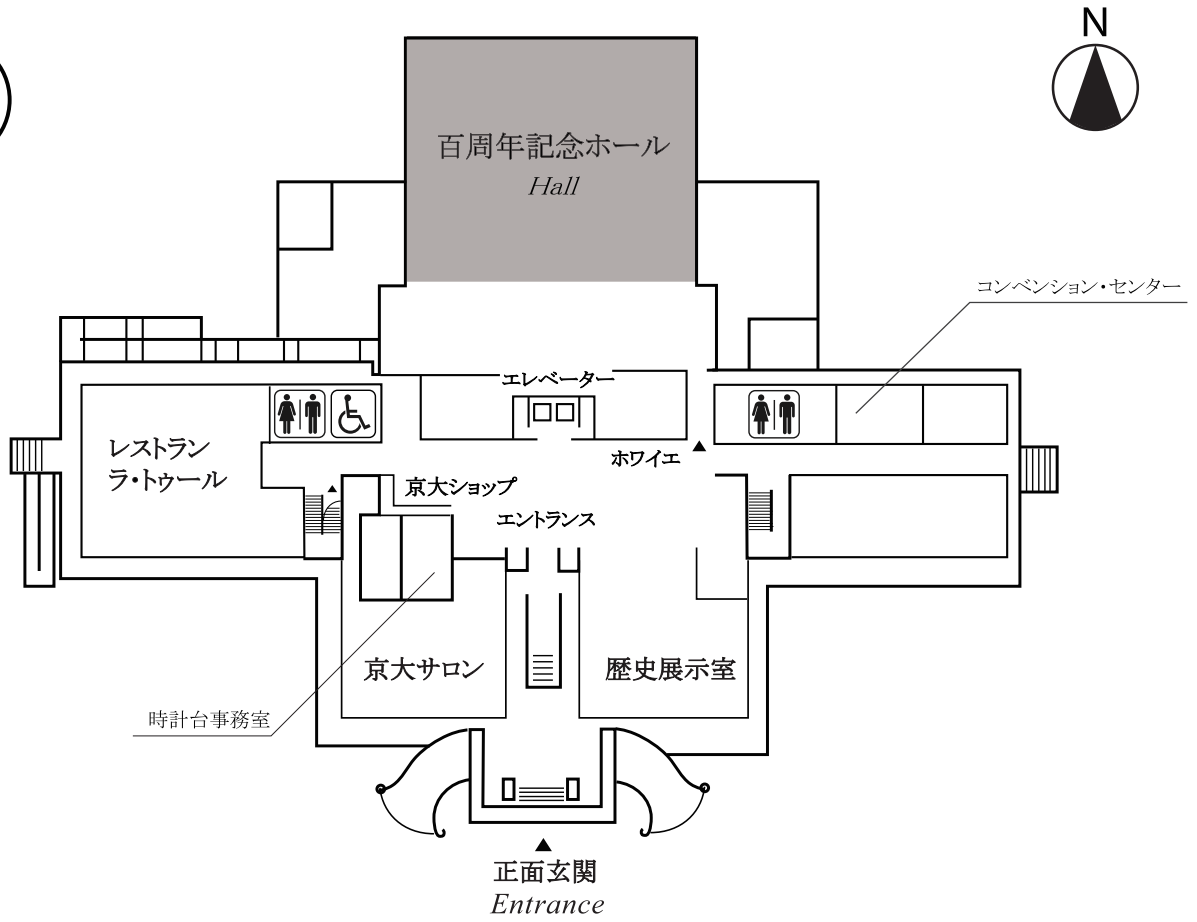 N
百周年記念ホール
Hall
コンベンション・センター
エレベーター
レストラン
ラ・トゥール
ホワイエ
京大ショップ
エントランス
京大サロン
歴史展示室
時計台事務室
正面玄関
Entrance